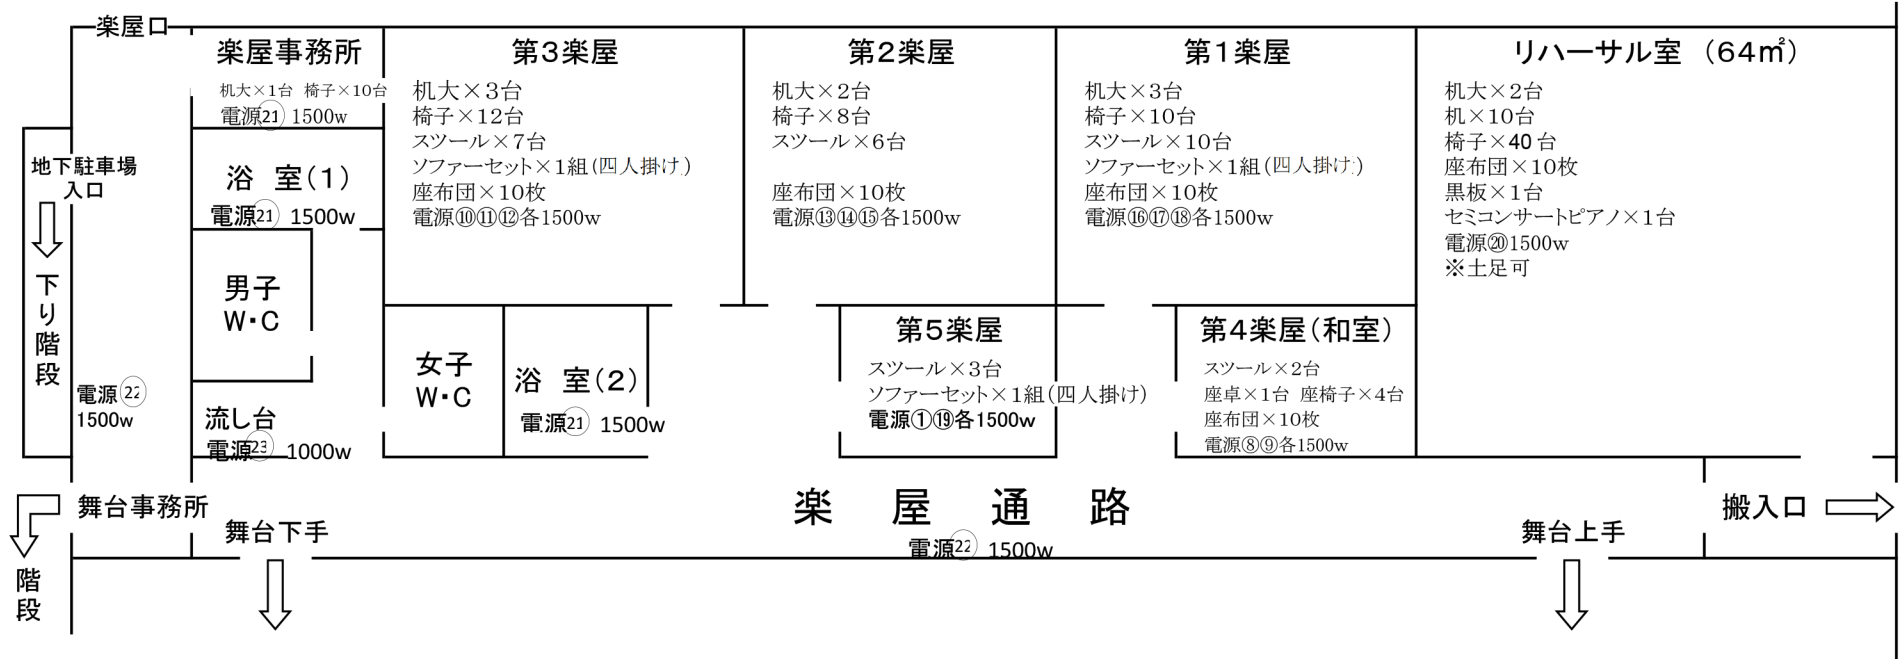 楽屋口
楽屋事務所
机大×1台 椅子×10台
電源㉑ 1500w
第3楽屋
机大×3台
椅子×12台
スツール×7台
ソファーセット×1組(四人掛け)
座布団×10枚
電源⑩⑪⑫各1500w
第2楽屋
机大×2台
椅子×8台
スツール×6台
座布団×10枚
電源⑬⑭⑮各1500w
第1楽屋
机大×3台
椅子×10台
スツール×10台
ソファーセット×1組(四人掛け)
座布団×10枚
電源⑯⑰⑱各1500w
リハーサル室 (64㎡)
机大×2台
机×10台
椅子×40台
座布団×10枚
黒板×1台
セミコンサートピアノ×1台
電源⑳1500w
※土足可
地下駐車場
入口
下り階段
浴 室(1)
電源㉑ 1500w
男子
W・C
電源㉒
1500w
流し台
電源㉓ 1000w
女子
W・C
浴 室(2)
電源㉑ 1500w
第5楽屋
スツール×3台
ソファーセット×1組(四人掛け)
電源①⑲各1500w
第4楽屋(和室)
スツール×2台
座卓×1台 座椅子×4台
座布団×10枚
電源⑧⑨各1500w
舞台事務所
階段
舞台下手
楽屋通路
電源㉒ 1500w
舞台上手
搬入口